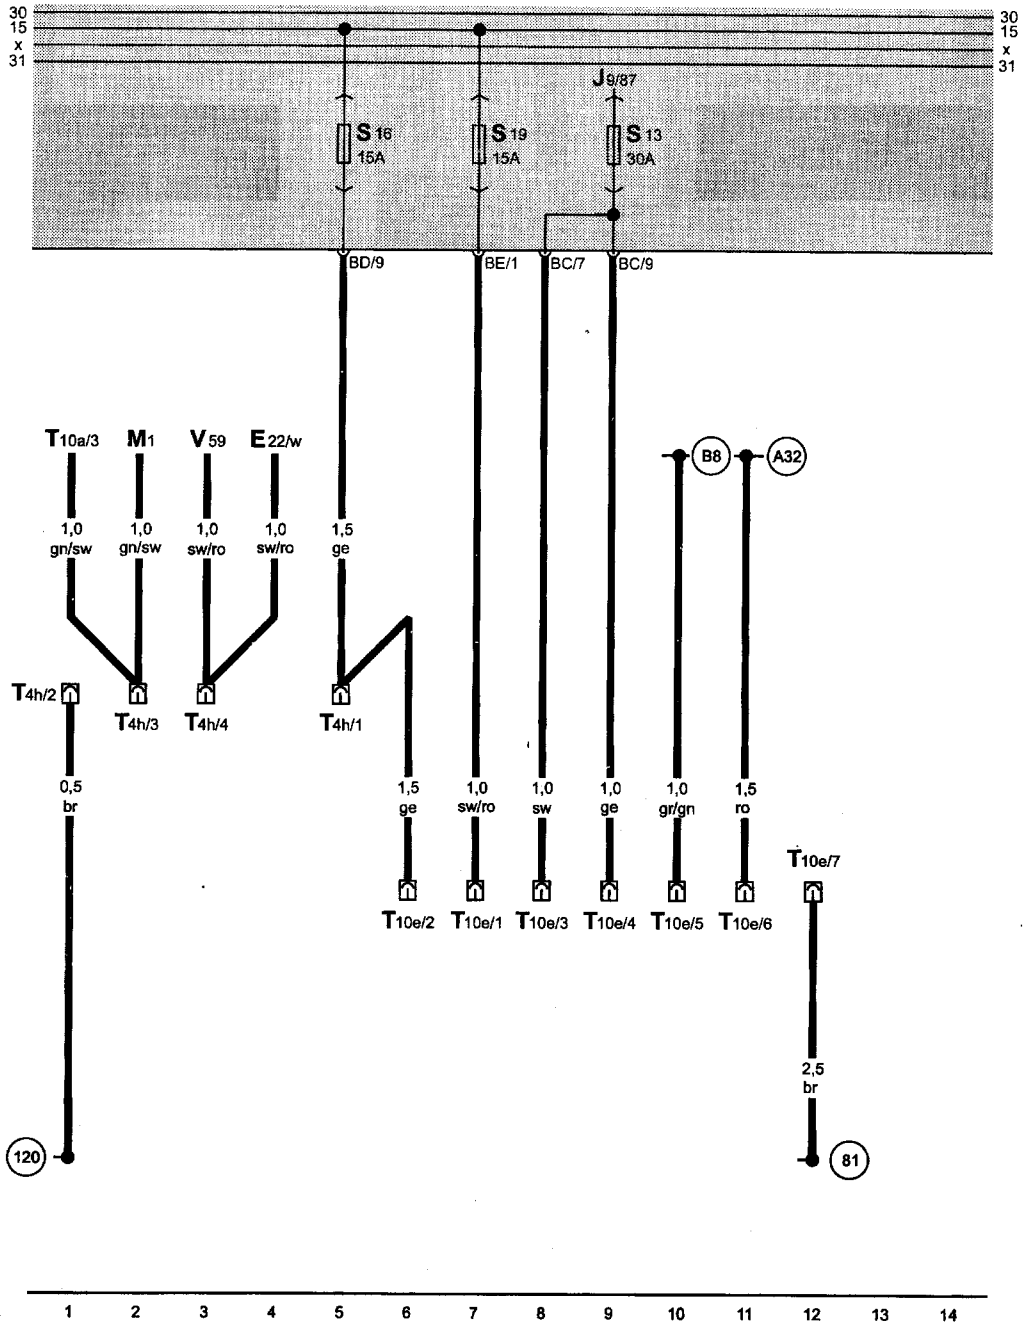 30 30
15 15
x x
31 31
J 9/87
S 16 S 19 S 13
15A 15A 30A
BD/9 BE/1 BC/7 BC/9
T10a/3 M1 V59 E22/w
B8 A32
1,0 1,0 1,0 1,0 1,5
gn/sw gn/sw sw/ro sw/ro ge
T4h/2
T4h/3 T4h/4 T4h/1
0,5 1,5 1,0 1,0 1,0 1,0 1,5
br ge sw/ro sw ge gr/gn ro
T10e/7
T10e/2 T10e/1 T10e/3 T10e/4 T10e/5 T10e/6
2,5
br
120 81
1 2 3 4 5 6 7 8 9 10 11 12 13 14